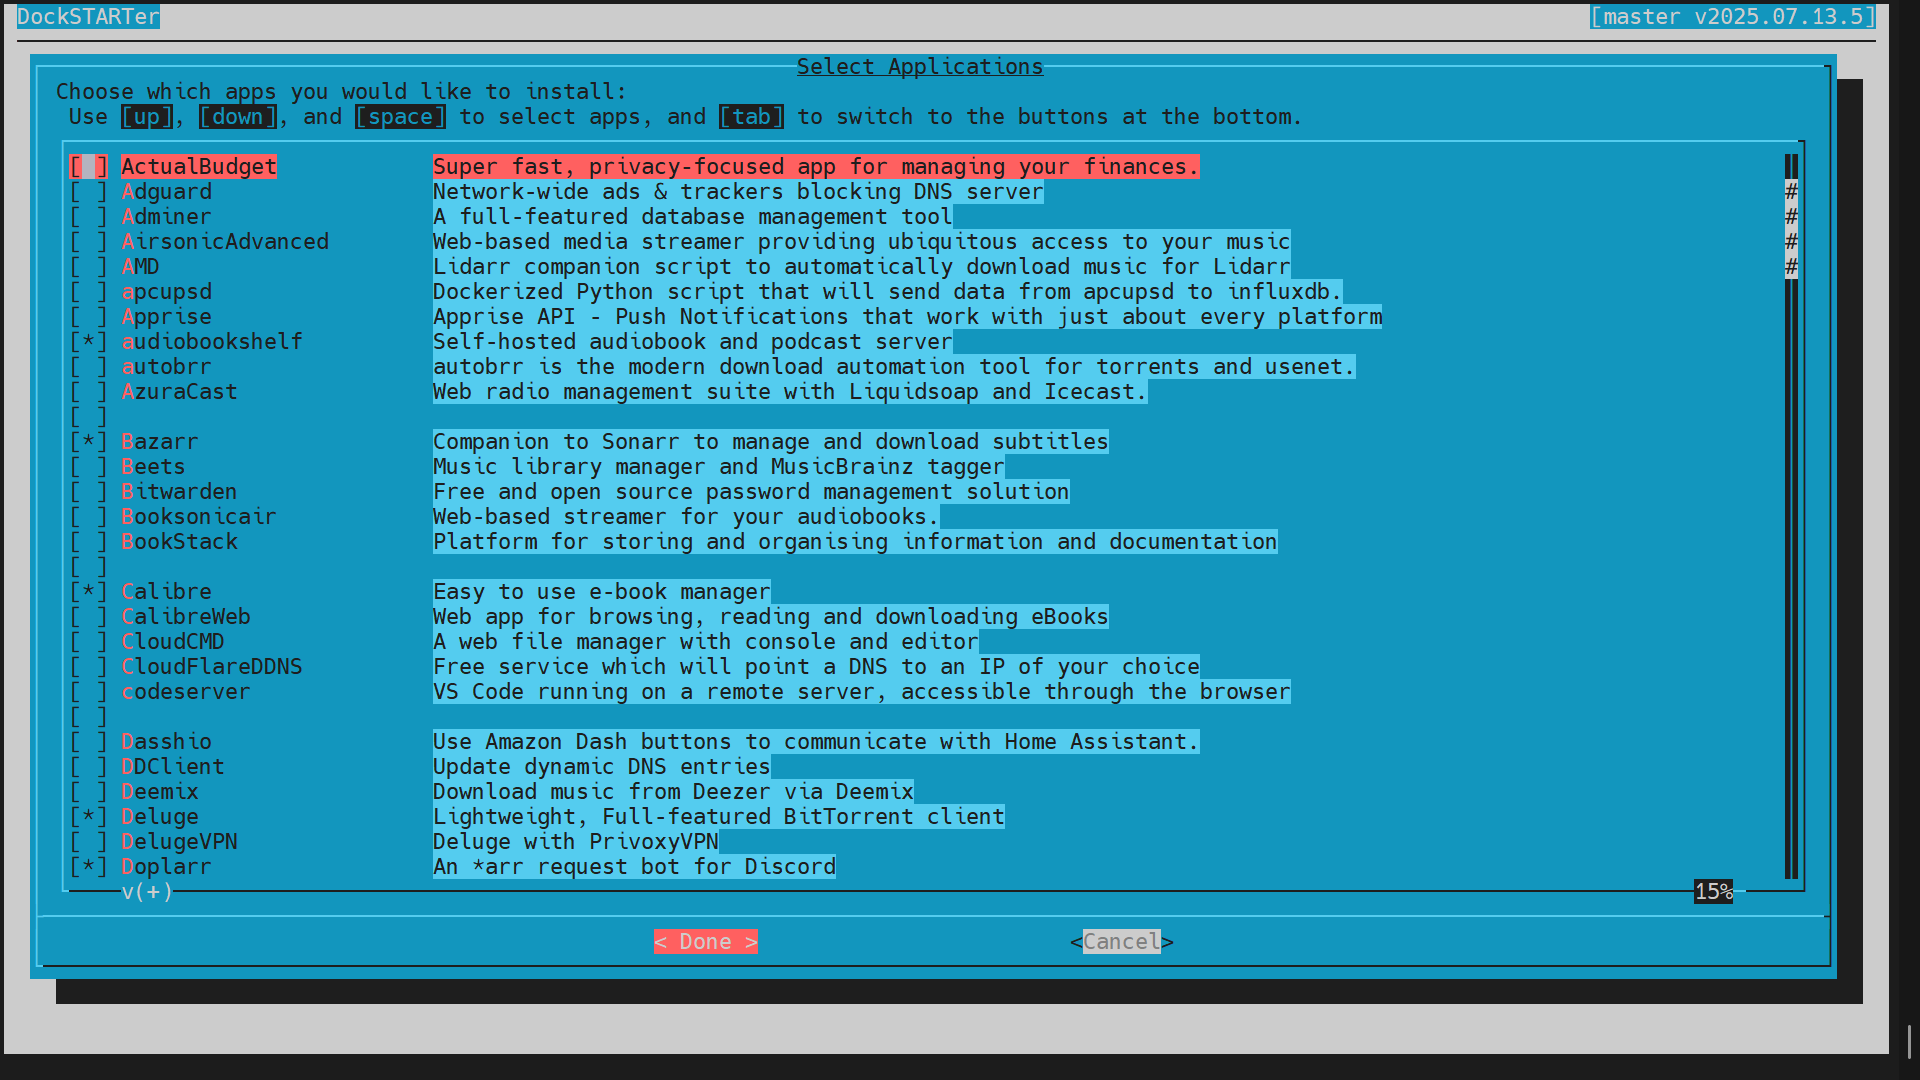 DockSTARTer [master v2025.07.13.5]
Select Applications
Choose which apps you would like to install:
Use [up], [down], and [space] to select apps, and [tab] to switch to the buttons at the bottom.
[ ] ActualBudget Super fast, privacy-focused app for managing your finances.
[ ] Adguard Network-wide ads & trackers blocking DNS server #
[ ] Adminer A full-featured database management tool #
[ ] AirsonicAdvanced Web-based media streamer providing ubiquitous access to your music #
[ ] AMD Lidarr companion script to automatically download music for Lidarr #
[ ] apcupsd Dockerized Python script that will send data from apcupsd to influxdb.
[ ] Apprise Apprise API - Push Notifications that work with just about every platform
[*] audiobookshelf Self-hosted audiobook and podcast server
[ ] autobrr autobrr is the modern download automation tool for torrents and usenet.
[ ] AzuraCast Web radio management suite with Liquidsoap and Icecast.
[ ]
[*] Bazarr Companion to Sonarr to manage and download subtitles
[ ] Beets Music library manager and MusicBrainz tagger
[ ] Bitwarden Free and open source password management solution
[ ] Booksonicair Web-based streamer for your audiobooks.
[ ] BookStack Platform for storing and organising information and documentation
[ ]
[*] Calibre Easy to use e-book manager
[ ] CalibreWeb Web app for browsing, reading and downloading eBooks
[ ] CloudCMD A web file manager with console and editor
[ ] CloudFlareDDNS Free service which will point a DNS to an IP of your choice
[ ] codeserver VS Code running on a remote server, accessible through the browser
[ ]
[ ] Dasshio Use Amazon Dash buttons to communicate with Home Assistant.
[ ] DDClient Update dynamic DNS entries
[ ] Deemix Download music from Deezer via Deemix
[*] Deluge Lightweight, Full-featured BitTorrent client
[ ] DelugeVPN Deluge with PrivoxyVPN
[*] Doplarr An *arr request bot for Discord
v(+) 15%
< Done > <Cancel>